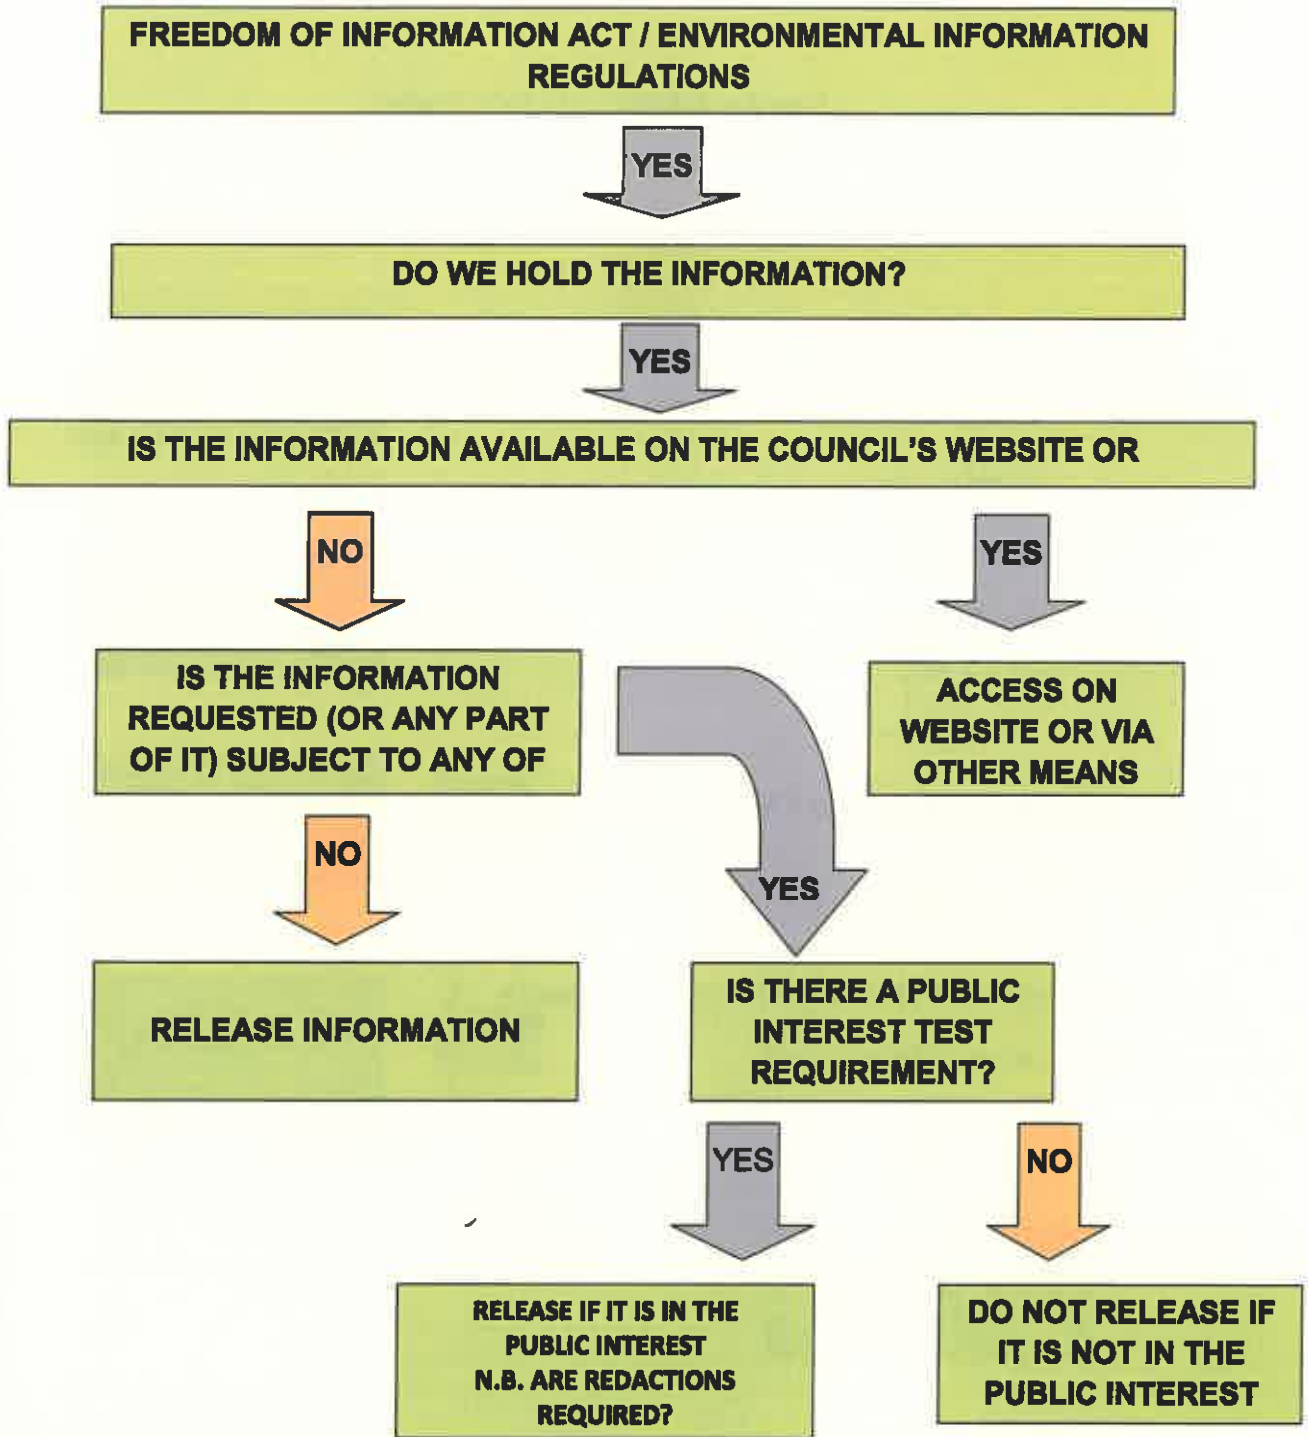 FREEDOM OF INFORMATION ACT / ENVIRONMENTAL INFORMATION
REGULATIONS
YES
DO WE HOLD THE INFORMATION?
YES
IS THE INFORMATION AVAILABLE ON THE COUNCIL'S WEBSITE OR
NO
YES
IS THE INFORMATION
REQUESTED (OR ANY PART
OF IT) SUBJECT TO ANY OF
ACCESS ON
WEBSITE OR VIA
OTHER MEANS
NO
YES
RELEASE INFORMATION
IS THERE A PUBLIC
INTEREST TEST
REQUIREMENT?
YES
NO
RELEASE IF IT IS IN THE
PUBLIC INTEREST
N.B. ARE REDACTIONS
REQUIRED?
DO NOT RELEASE IF
IT IS NOT IN THE
PUBLIC INTEREST